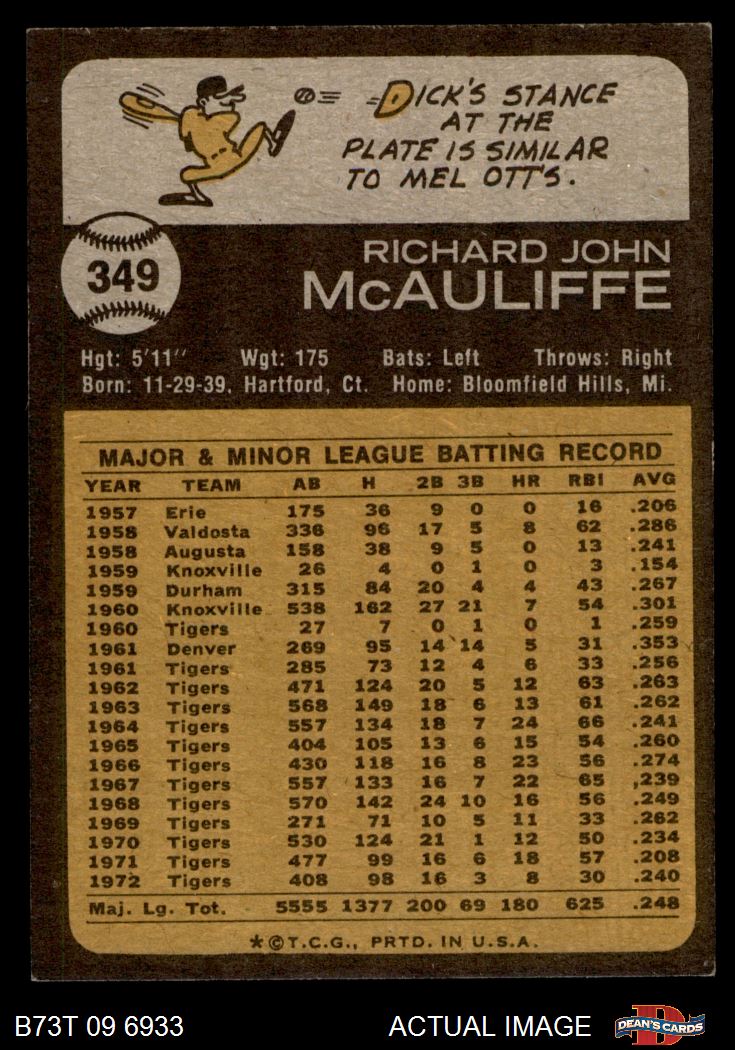 DICK'S STANCE
AT THE
PLATE IS SIMILAR
TO MEL OTT'S.
349
RICHARD JOHN
McAULIFFE
Hgt: 5'11" Wgt: 175 Bats: Left Throws: Right
Born: 11-29-39, Hartford, Ct. Home: Bloomfield Hills, Mi.
MAJOR & MINOR LEAGUE BATTING RECORD
YEAR TEAM AB H 2B 3B HR RBI AVG
1957 Erie 175 36 9 0 0 16 .206
1958 Valdosta 336 96 17 5 8 62 .286
1958 Augusta 158 38 9 5 0 13 .241
1959 Knoxville 26 4 0 1 0 3 .154
1959 Durham 315 84 20 4 4 43 .267
1960 Knoxville 538 162 27 21 7 54 .301
1960 Tigers 27 7 0 1 0 1 .259
1961 Denver 269 95 14 14 5 31 .353
1961 Tigers 285 73 12 4 6 33 .256
1962 Tigers 471 124 20 5 12 63 .263
1963 Tigers 568 149 18 6 13 61 .262
1964 Tigers 557 134 18 7 24 66 .241
1965 Tigers 404 105 13 6 15 54 .260
1966 Tigers 430 118 16 8 23 56 .274
1967 Tigers 557 133 16 7 22 65 ,239
1968 Tigers 570 142 24 10 16 56 .249
1969 Tigers 271 71 10 5 11 33 .262
1970 Tigers 530 124 21 1 12 50 .234
1971 Tigers 477 99 16 6 18 57 .208
1972 Tigers 408 98 16 3 8 30 .240
Maj. Lg. Tot. 5555 1377 200 69 180 625 .248
*©T.C.G., PRTD. IN U.S.A.
B73T 09 6933 ACTUAL IMAGE D DEAN'S CARDS